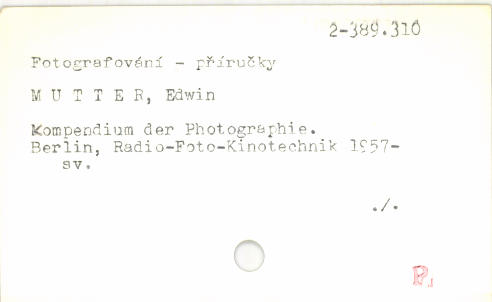 2-389.310
Fotografování - příručky
M U T T E R, Edwin
Kompendium der Photographie.
Berlin, Radio-Foto-Kinotechnik 1957-
sv.
./.
P.